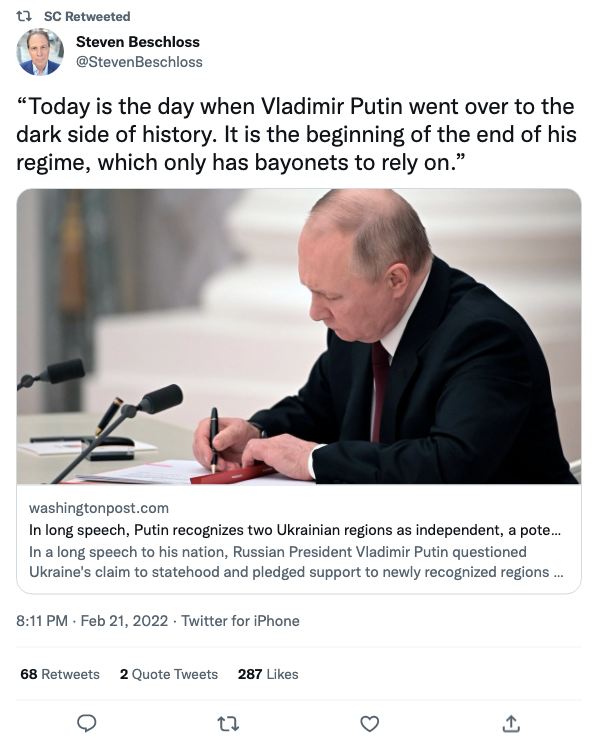 SC Retweeted
Steven Beschloss
@StevenBeschloss
“Today is the day when Vladimir Putin went over to the
dark side of history. It is the beginning of the end of his
regime, which only has bayonets to rely on.”
washingtonpost.com
In long speech, Putin recognizes two Ukrainian regions as independent, a pote...
In a long speech to his nation, Russian President Vladimir Putin questioned
Ukraine's claim to statehood and pledged support to newly recognized regions ...
8:11 PM · Feb 21, 2022 · Twitter for iPhone
68 Retweets 2 Quote Tweets 287 Likes